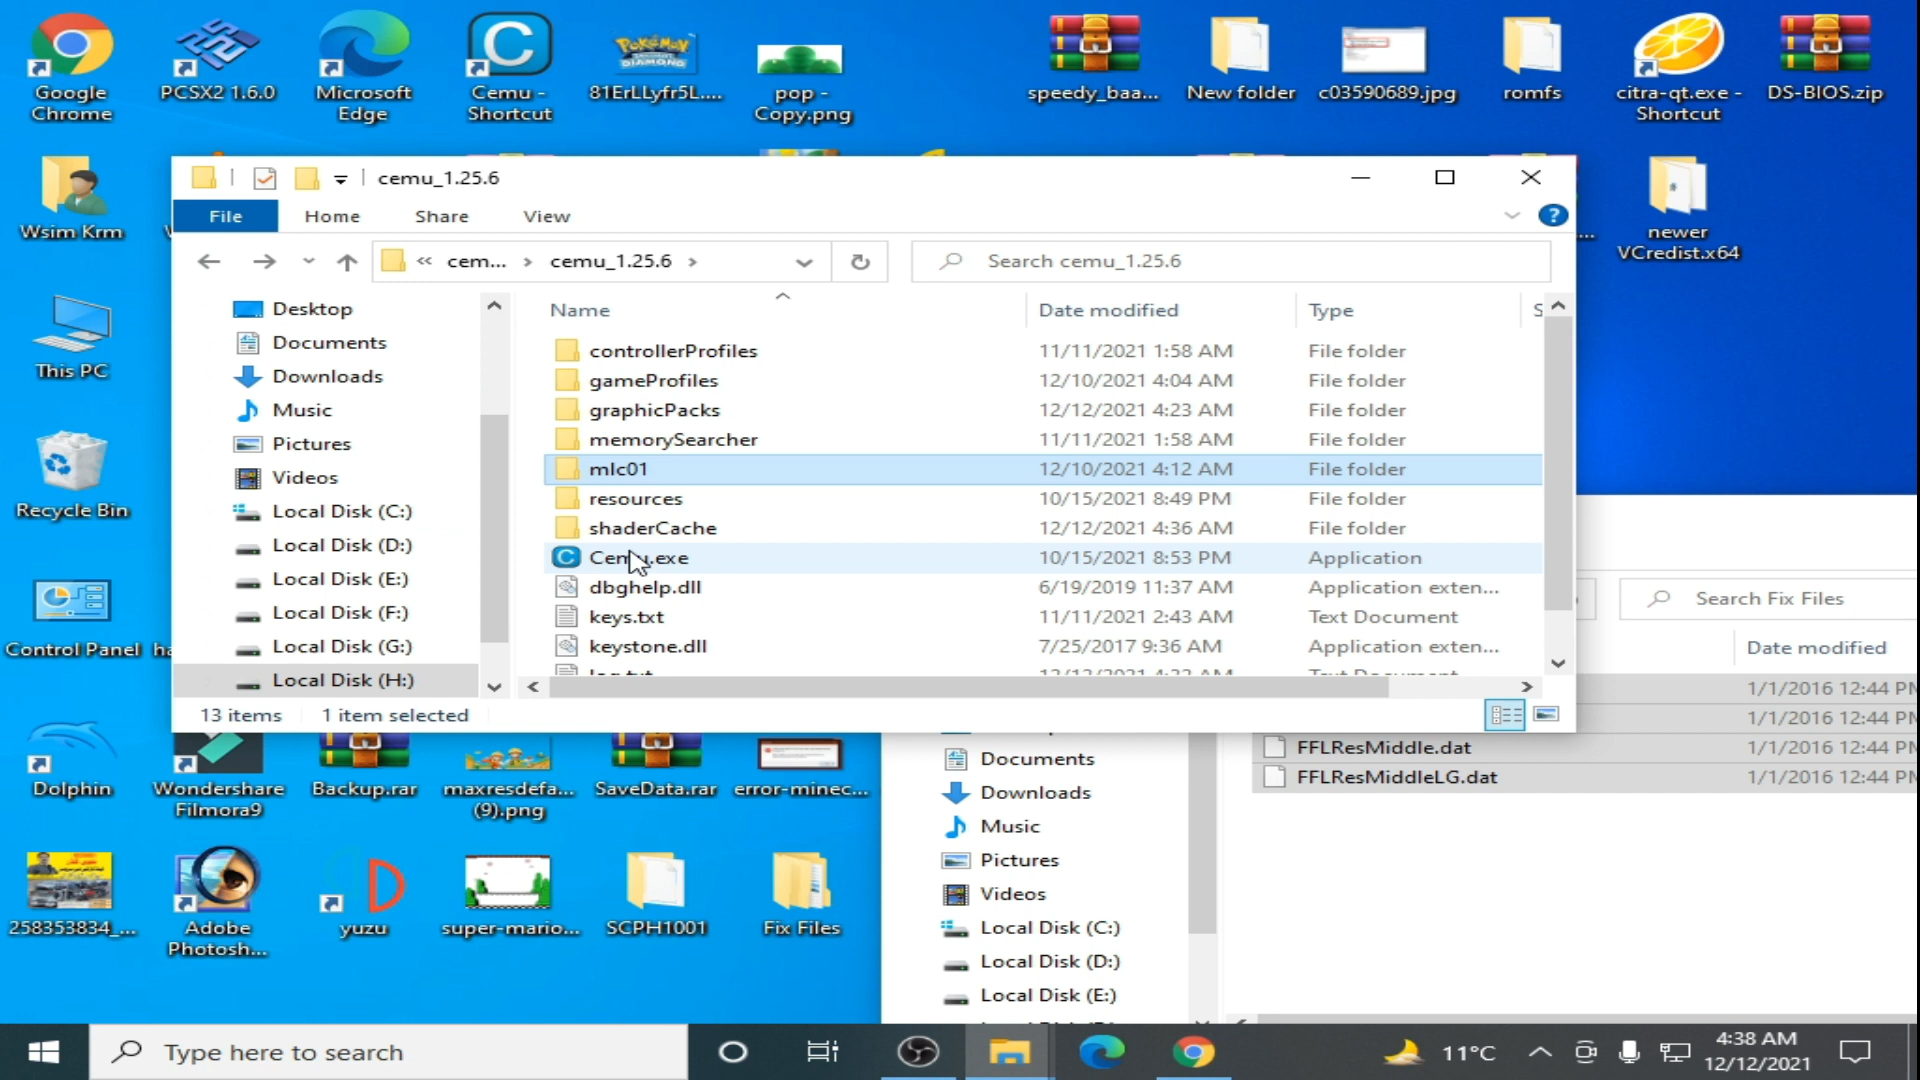 Google
Chrome
PCSX2 1.6.0
Microsoft
Edge
Cemu -
Shortcut
POKÉMON
DIAMOND
81ErLLyfr5L....
pop -
Copy.png
speedy_baa...
New folder
c03590689.jpg
romfs
citra-qt.exe -
Shortcut
DS-BIOS.zip
Wsim Krm
This PC
Recycle Bin
Control Panel
newer
VCredist.x64
cemu_1.25.6
File
Home
Share
View
« cem... › cemu_1.25.6 ›
Search cemu_1.25.6
Desktop
Documents
Downloads
Music
Pictures
Videos
Local Disk (C:)
Local Disk (D:)
Local Disk (E:)
Local Disk (F:)
Local Disk (G:)
Local Disk (H:)
Name Date modified Type S
controllerProfiles 11/11/2021 1:58 AM File folder
gameProfiles 12/10/2021 4:04 AM File folder
graphicPacks 12/12/2021 4:23 AM File folder
memorySearcher 11/11/2021 1:58 AM File folder
mlc01 12/10/2021 4:12 AM File folder
resources 10/15/2021 8:49 PM File folder
shaderCache 12/12/2021 4:36 AM File folder
Cemu.exe 10/15/2021 8:53 PM Application
dbghelp.dll 6/19/2019 11:37 AM Application exten...
keys.txt 11/11/2021 2:43 AM Text Document
keystone.dll 7/25/2017 9:36 AM Application exten...
13 items 1 item selected
Search Fix Files
Date modified
1/1/2016 12:44 PM
1/1/2016 12:44 PM
FFLResMiddle.dat 1/1/2016 12:44 PM
FFLResMiddleLG.dat 1/1/2016 12:44 PM
Documents
Downloads
Music
Pictures
Videos
Local Disk (C:)
Local Disk (D:)
Local Disk (E:)
Dolphin
Wondershare
Filmora9
Backup.rar
maxresdefa...
(9).png
SaveData.rar
error-minec...
258353834_...
Adobe
Photosh...
yuzu
super-mario...
SCPH1001
Fix Files
Type here to search
11°C
4:38 AM
12/12/2021